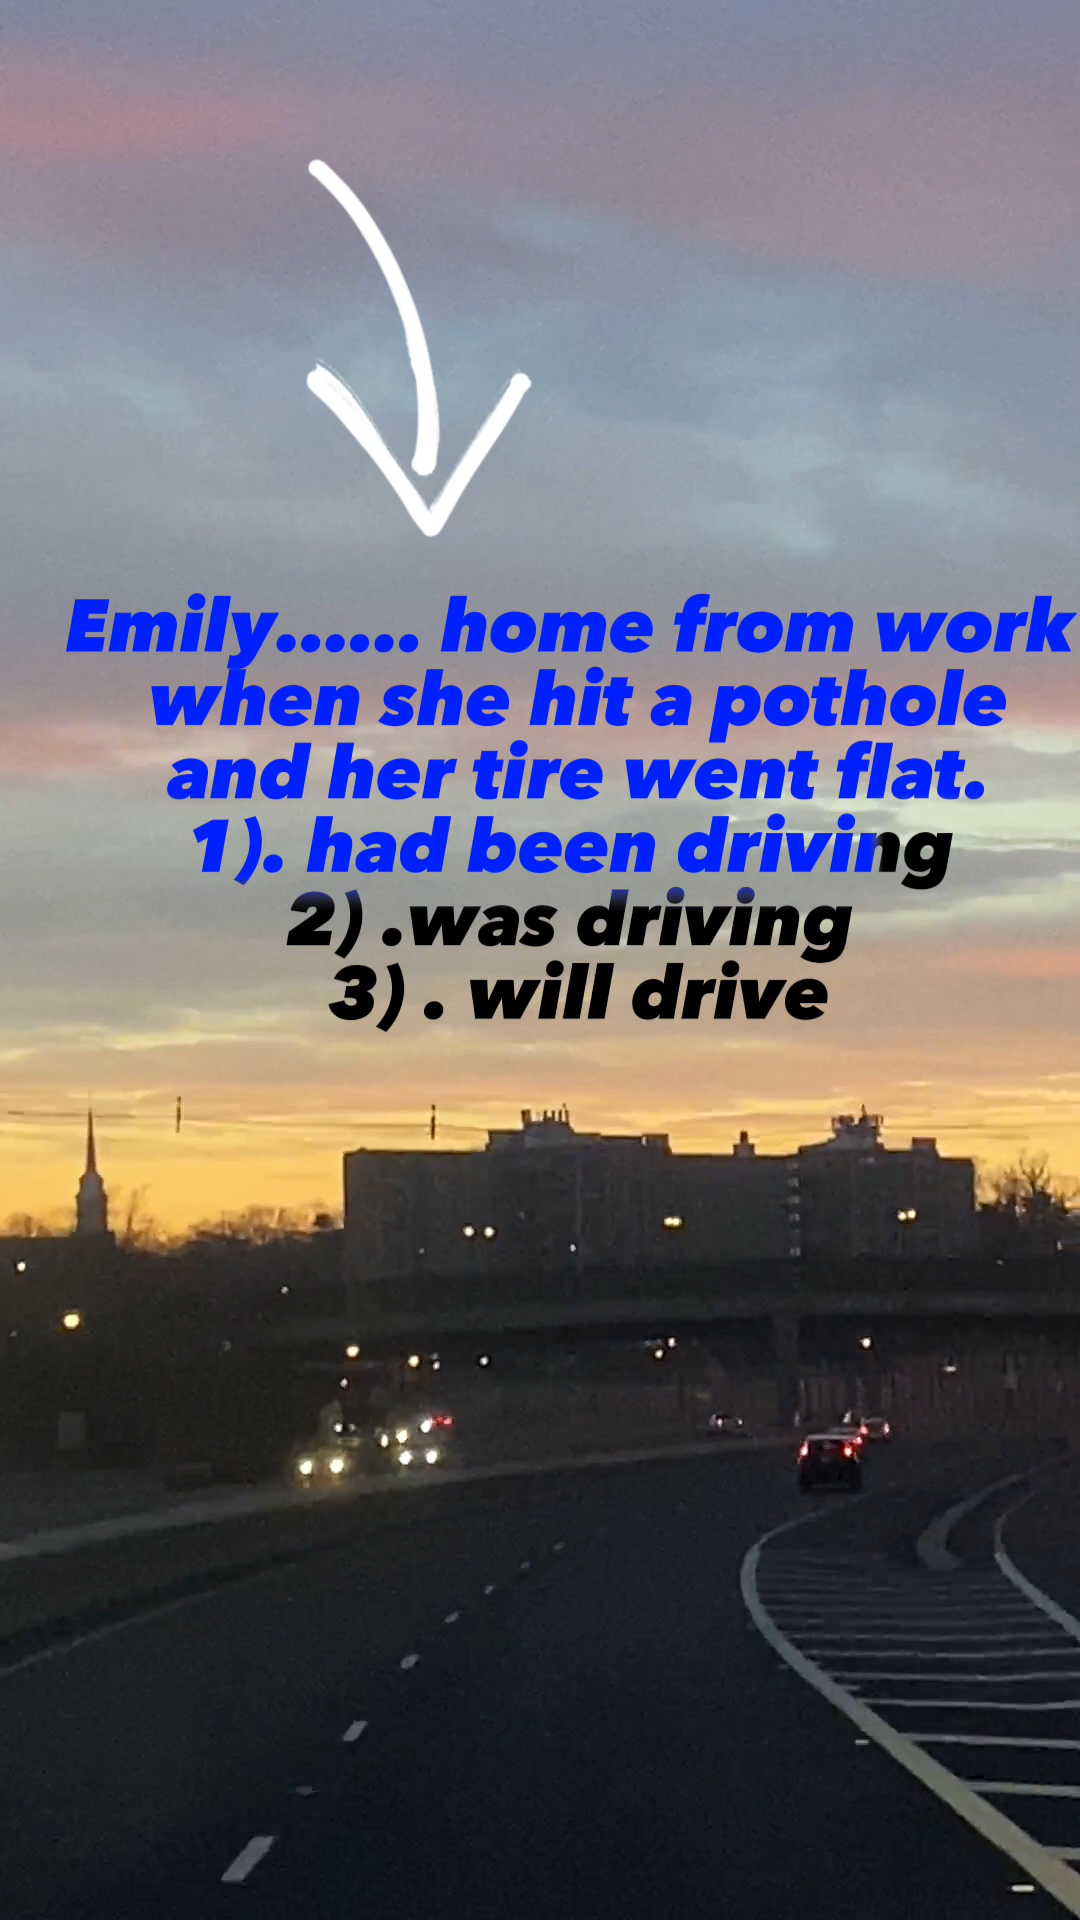 Emily...... home from work
when she hit a pothole
and her tire went flat.
1). had been driving
2) .was driving
3) . will drive